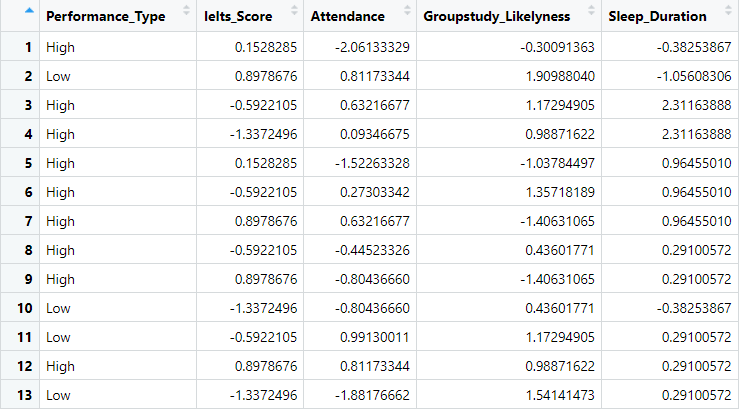 Performance_Type Ielts_Score Attendance Groupstudy_Likelyness Sleep_Duration
1 High 0.1528285 -2.06133329 -0.30091363 -0.38253867
2 Low 0.8978676 0.81173344 1.90988040 -1.05608306
3 High -0.5922105 0.63216677 1.17294905 2.31163888
4 High -1.3372496 0.09346675 0.98871622 2.31163888
5 High 0.1528285 -1.52263328 -1.03784497 0.96455010
6 High -0.5922105 0.27303342 1.35718189 0.96455010
7 High 0.8978676 0.63216677 -1.40631065 0.96455010
8 High -0.5922105 -0.44523326 0.43601771 0.29100572
9 High 0.8978676 -0.80436660 -1.40631065 0.29100572
10 Low -1.3372496 -0.80436660 0.43601771 -0.38253867
11 Low -0.5922105 0.99130011 1.17294905 0.29100572
12 High 0.8978676 0.81173344 0.98871622 0.29100572
13 Low -1.3372496 -1.88176662 1.54141473 0.29100572